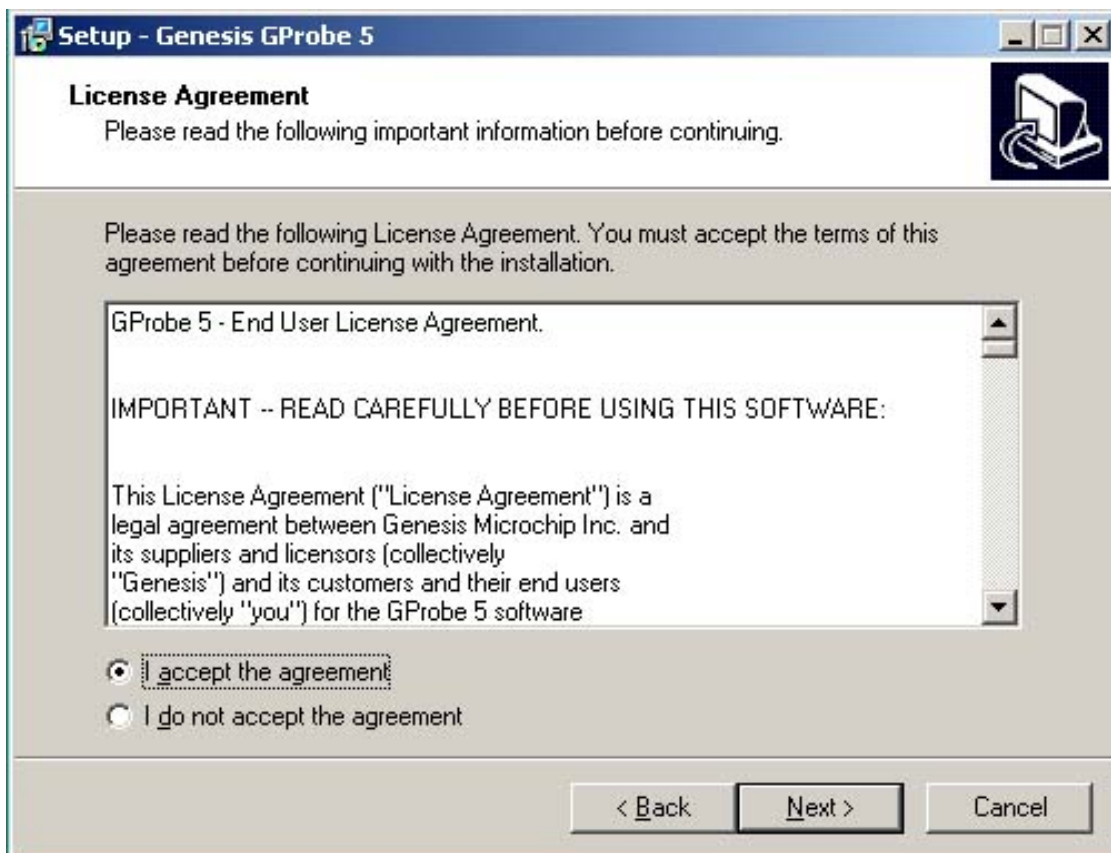 Setup - Genesis GProbe 5
License Agreement
Please read the following important information before continuing.
Please read the following License Agreement. You must accept the terms of this
agreement before continuing with the installation.
GProbe 5 - End User License Agreement.
IMPORTANT -- READ CAREFULLY BEFORE USING THIS SOFTWARE:
This License Agreement ("License Agreement") is a
legal agreement between Genesis Microchip Inc. and
its suppliers and licensors (collectively
"Genesis") and its customers and their end users
(collectively "you") for the GProbe 5 software
I accept the agreement
I do not accept the agreement
< Back Next > Cancel